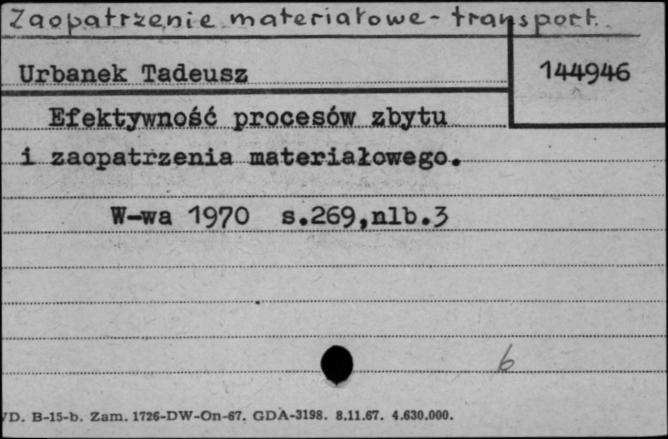 Zaopatrzenie materiałowe - transport.
Urbanek Tadeusz
144946
Efektywność procesów zbytu
i zaopatrzenia materiałowego.
W-wa 1970 s.269,nlb.3
6
VD. B-15-b. Zam. 1726-DW-On-67. GDA-3198. 8.11.67. 4.630.000.